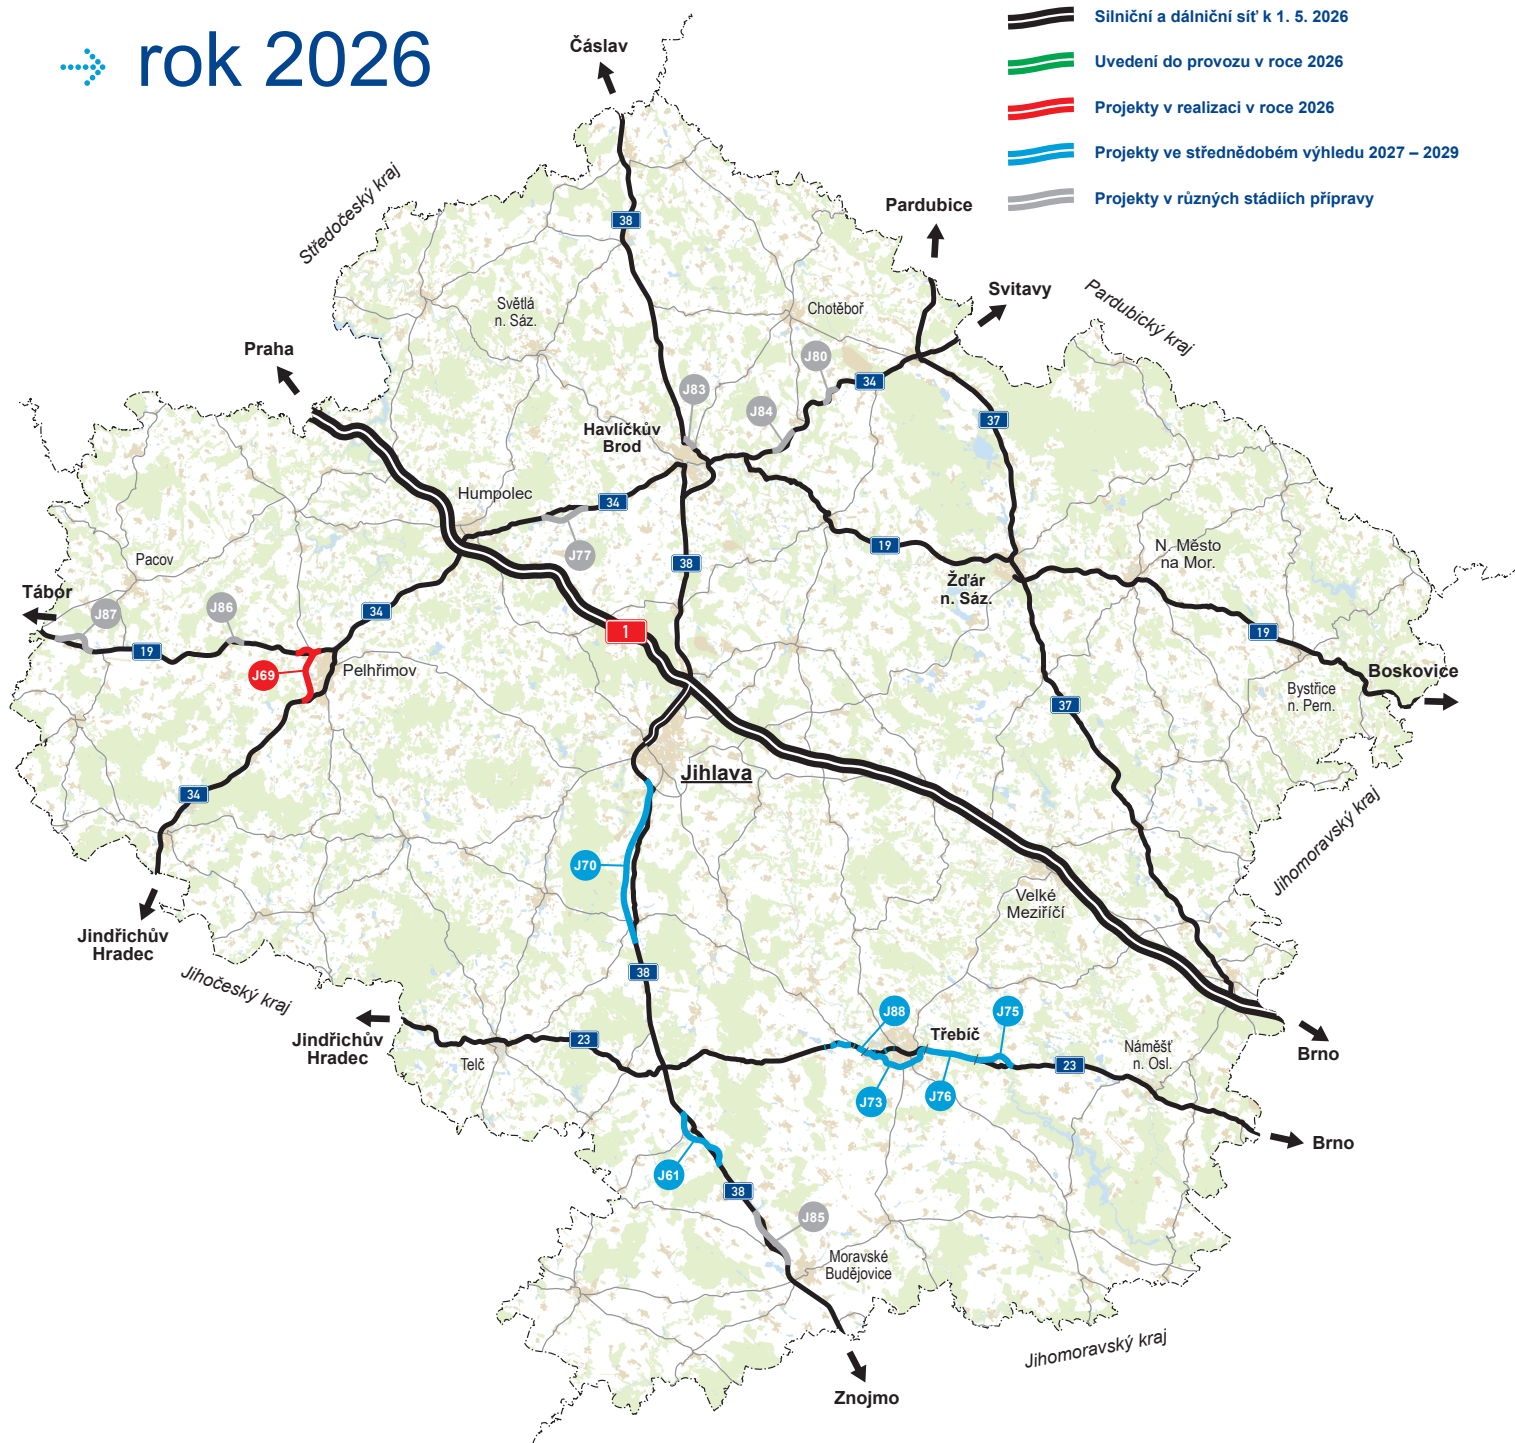 rok 2026
Silniční a dálniční síť k 1. 5. 2026
Uvedení do provozu v roce 2026
Projekty v realizaci v roce 2026
Projekty ve střednědobém výhledu 2027 – 2029
Projekty v různých stádiích přípravy
Čáslav
Středočeský kraj
38
Pardubice
Svitavy
Pardubický kraj
Světlá
n. Sáz.
Chotěboř
Praha
J80
34
J83
J84
37
Havlíčkův
Brod
Humpolec
34
J77
38
19
N. Město
na Mor.
Žďár
n. Sáz.
Pacov
Tábor
J87
J86
34
19
1
19
J69
Pelhřimov
Boskovice
Bystřice
n. Pern.
37
34
Jihlava
Jihomoravský kraj
J70
Velké
Meziříčí
Jindřichův
Hradec
Jihočeský kraj
38
Jindřichův
Hradec
23
Telč
J88
Třebíč
J75
Náměšť
n. Osl.
23
Brno
J73
J76
Brno
J61
38
J85
Moravské
Budějovice
Jihomoravský kraj
Znojmo